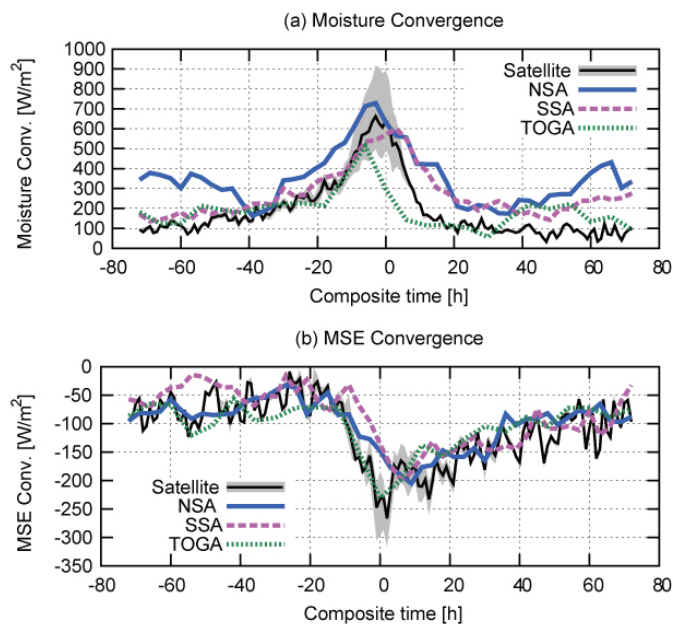 (a) Moisture Convergence
Moisture Conv. [W/m²]
1000
900
800
700
600
500
400
300
200
100
0
Satellite
NSA
SSA
TOGA
-80 -60 -40 -20 0 20 40 60 80
Composite time [h]
(b) MSE Convergence
MSE Conv. [W/m²]
0
-50
-100
-150
-200
-250
-300
-350
Satellite
NSA
SSA
TOGA
-80 -60 -40 -20 0 20 40 60 80
Composite time [h]